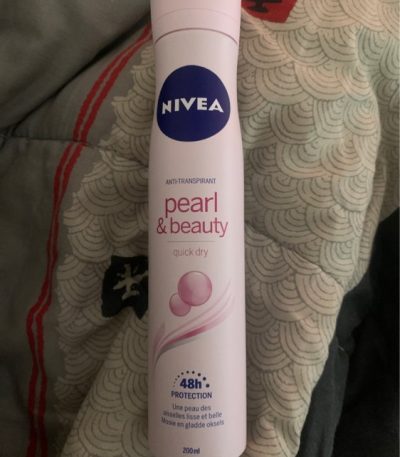 NIVEA
ANTI-TRANSPIRANT
pearl
& beauty
quick dry
48h
PROTECTION
Une peau des
aisselles lisse et belle
Mooie en gladde oksels
200ml